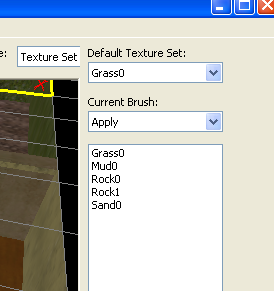 e:
Texture Set
Default Texture Set:
Grass0
Current Brush:
Apply
Grass0
Mud0
Rock0
Rock1
Sand0